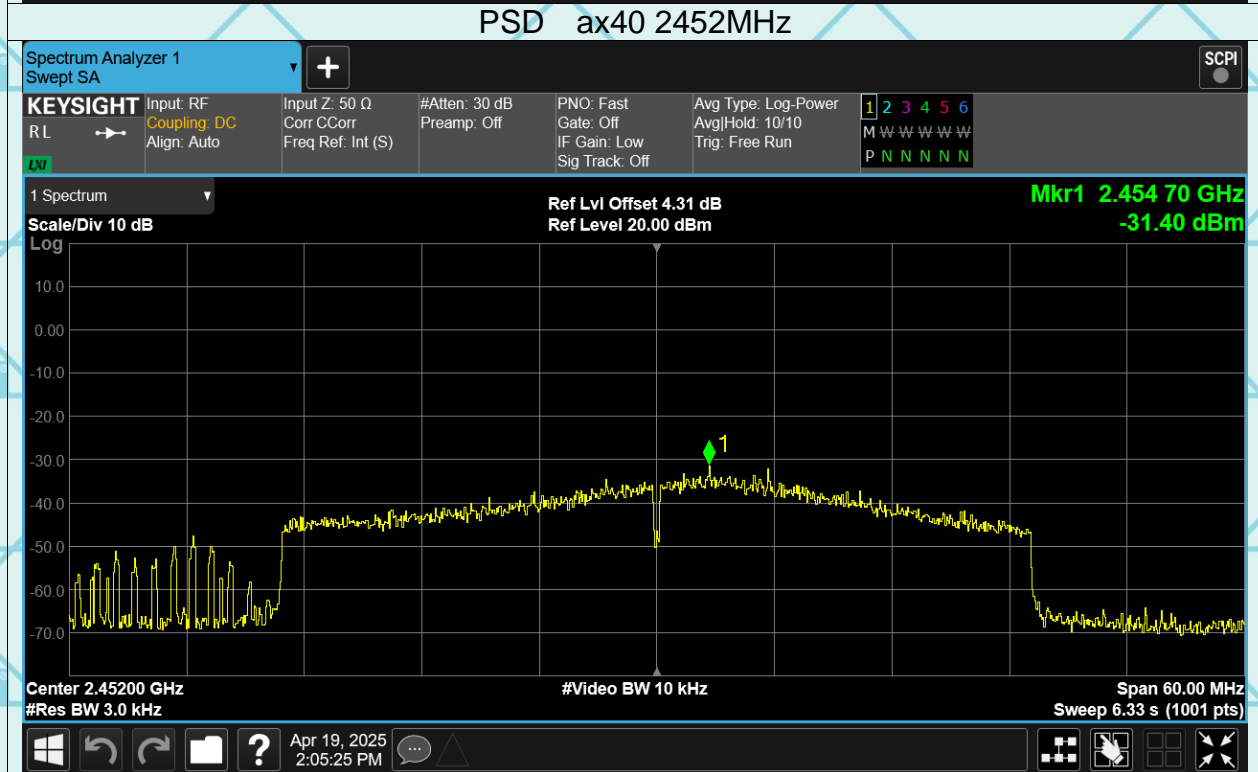 PSD ax40 2452MHz
Spectrum Analyzer 1
Swept SA
+
SCPI
KEYSIGHT
R L
LXI
Input: RF
Coupling: DC
Align: Auto
Input Z: 50 Ω
Corr CCorr
Freq Ref: Int (S)
#Atten: 30 dB
Preamp: Off
PNO: Fast
Gate: Off
IF Gain: Low
Sig Track: Off
Avg Type: Log-Power
Avg|Hold: 10/10
Trig: Free Run
1 2 3 4 5 6
M W W W W W
P N N N N N
1 Spectrum
Scale/Div 10 dB
Ref Lvl Offset 4.31 dB
Ref Level 20.00 dBm
Mkr1 2.454 70 GHz
-31.40 dBm
Log
10.0
0.00
-10.0
-20.0
-30.0
-40.0
-50.0
-60.0
-70.0
1
Center 2.45200 GHz
#Res BW 3.0 kHz
#Video BW 10 kHz
Span 60.00 MHz
Sweep 6.33 s (1001 pts)
?
Apr 19, 2025
2:05:25 PM